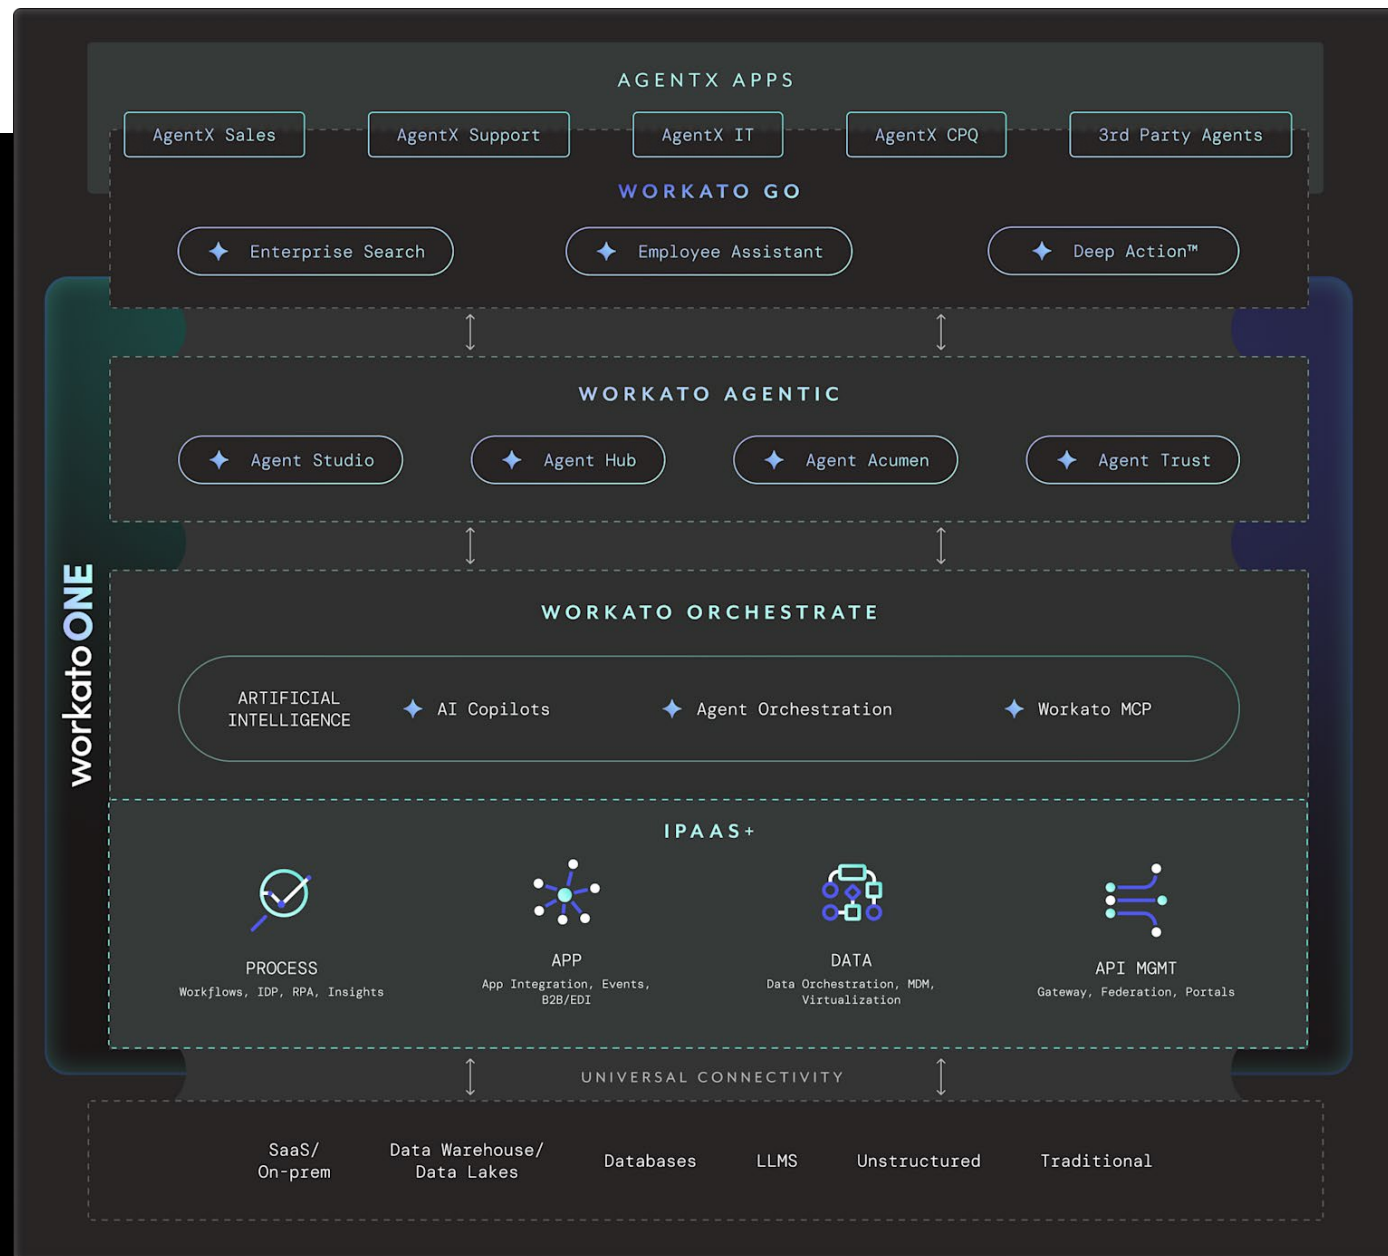 AGENTX APPS
AgentX Sales
AgentX Support
AgentX IT
AgentX CPQ
3rd Party Agents
WORKATO GO
Enterprise Search
Employee Assistant
Deep Action™
WORKATO AGENTIC
Agent Studio
Agent Hub
Agent Acumen
Agent Trust
workatoONE
WORKATO ORCHESTRATE
ARTIFICIAL
INTELLIGENCE
AI Copilots
Agent Orchestration
Workato MCP
IPAAS+
PROCESS
Workflows, IDP, RPA, Insights
APP
App Integration, Events,
B2B/EDI
DATA
Data Orchestration, MDM,
Virtualization
API MGMT
Gateway, Federation, Portals
UNIVERSAL CONNECTIVITY
SaaS/
On-prem
Data Warehouse/
Data Lakes
Databases
LLMS
Unstructured
Traditional